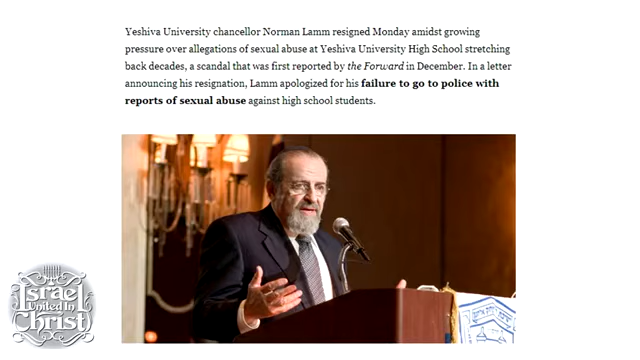 Yeshiva University chancellor Norman Lamm resigned Monday amidst growing
pressure over allegations of sexual abuse at Yeshiva University High School stretching
back decades, a scandal that was first reported by the Forward in December. In a letter
announcing his resignation, Lamm apologized for his failure to go to police with
reports of sexual abuse against high school students.
Israel
United In
Christ